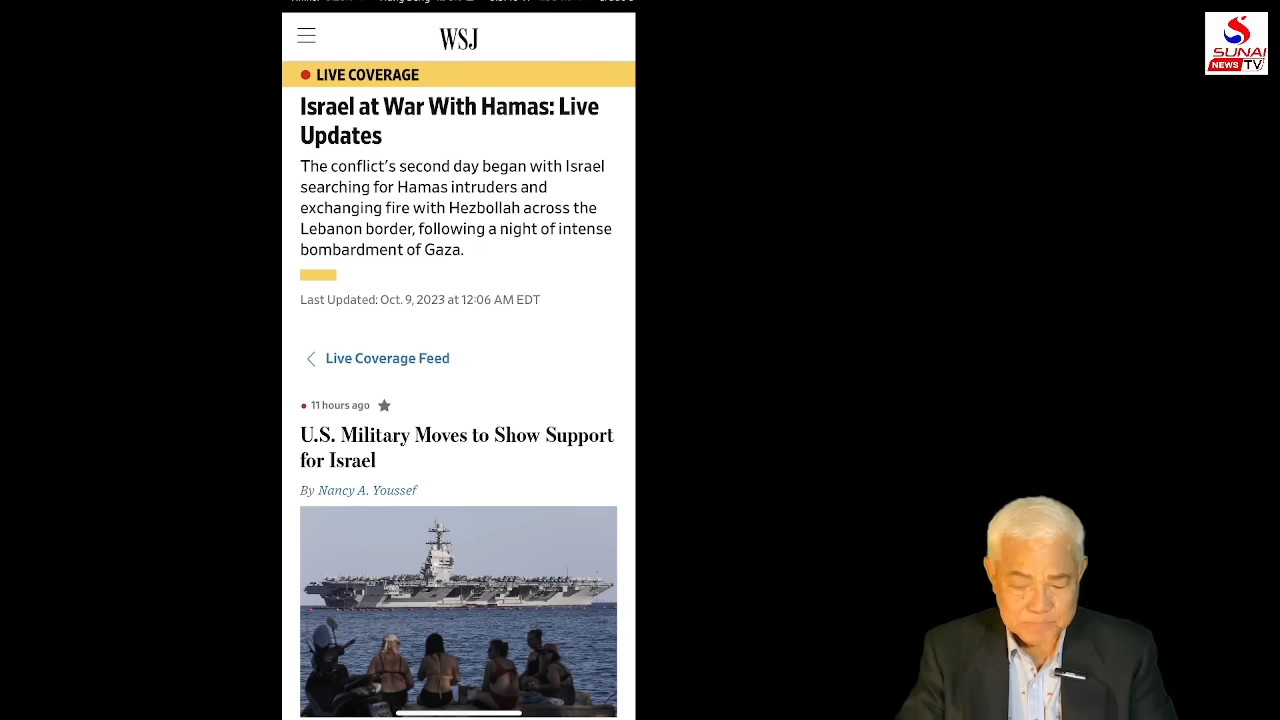 WSJ
LIVE COVERAGE
Israel at War With Hamas: Live
Updates
The conflict's second day began with Israel
searching for Hamas intruders and
exchanging fire with Hezbollah across the
Lebanon border, following a night of intense
bombardment of Gaza.
Last Updated: Oct. 9, 2023 at 12:06 AM EDT
Live Coverage Feed
11 hours ago
U.S. Military Moves to Show Support
for Israel
By Nancy A. Youssef
SUNAI
NEWS TV